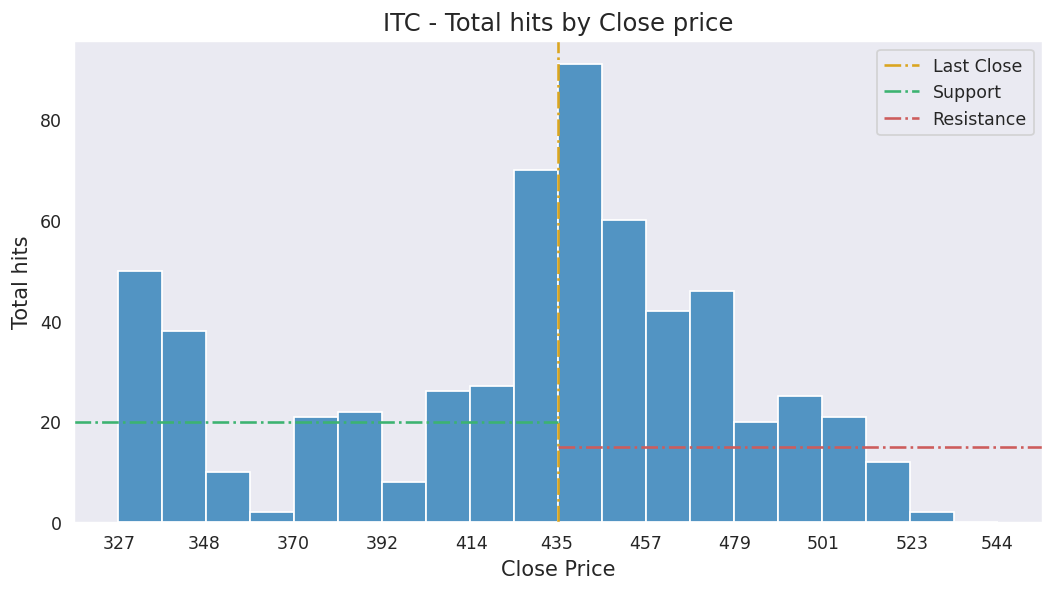 ITC - Total hits by Close price
Last Close
Support
Resistance
Total hits
80
60
40
20
0
327 348 370 392 414 435 457 479 501 523 544
Close Price